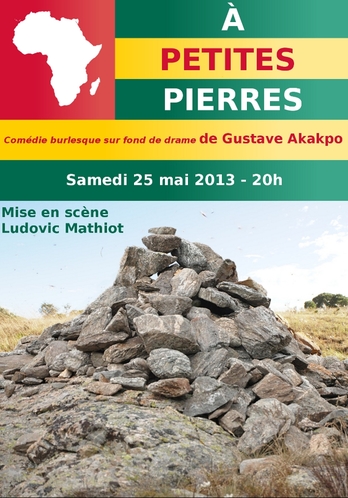 À
PETITES
PIERRES
Comédie burlesque sur fond de drame de Gustave Akakpo
Samedi 25 mai 2013 - 20h
Mise en scène
Ludovic Mathiot